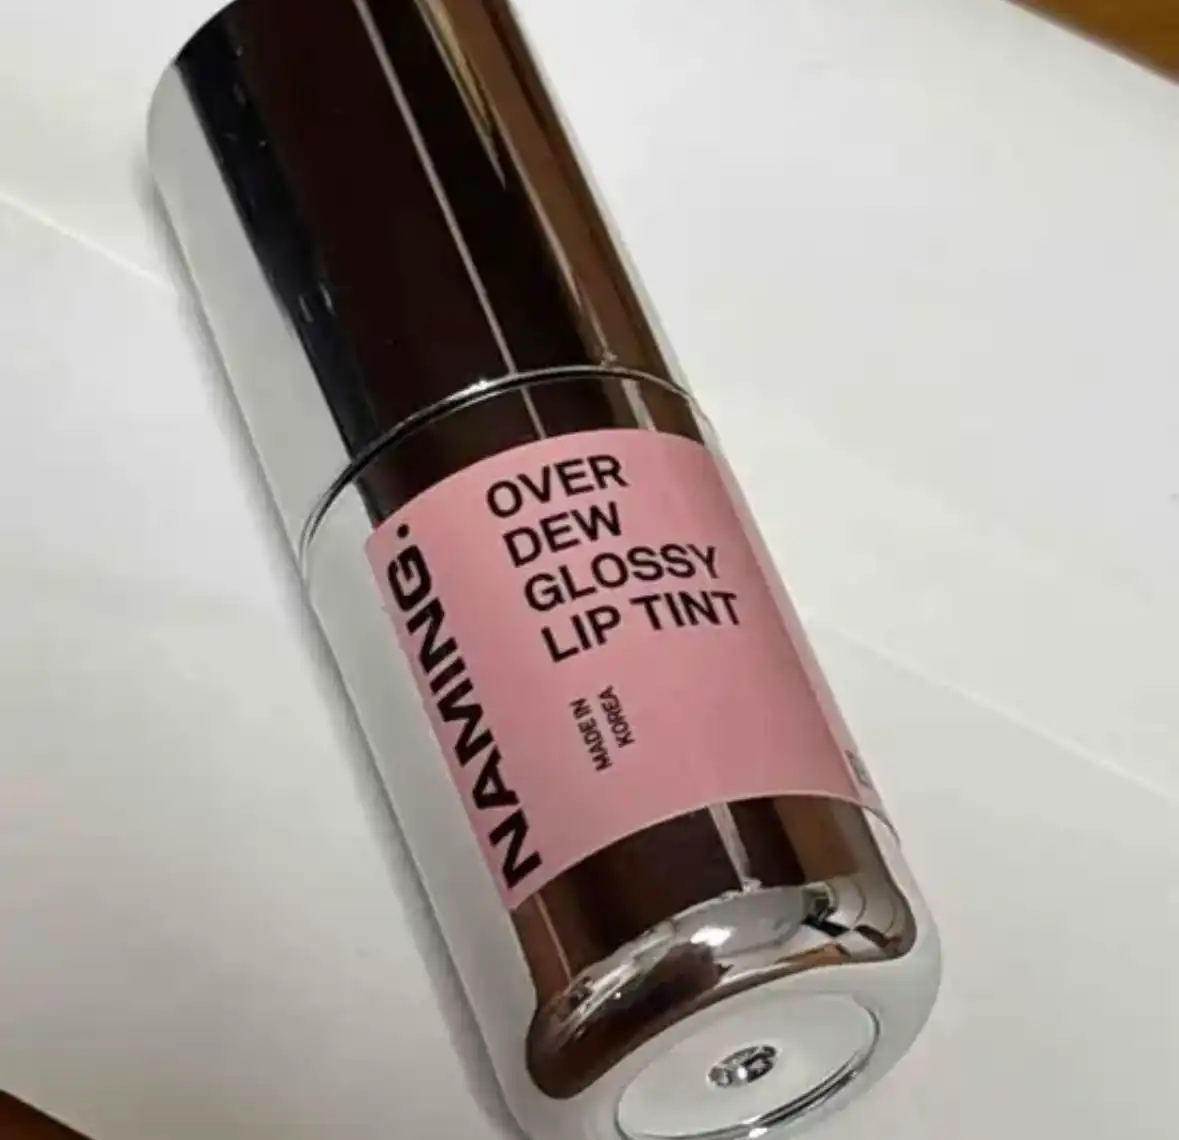 NAMING.
OVER
DEW
GLOSSY
LIP TINT
MADE IN
KOREA